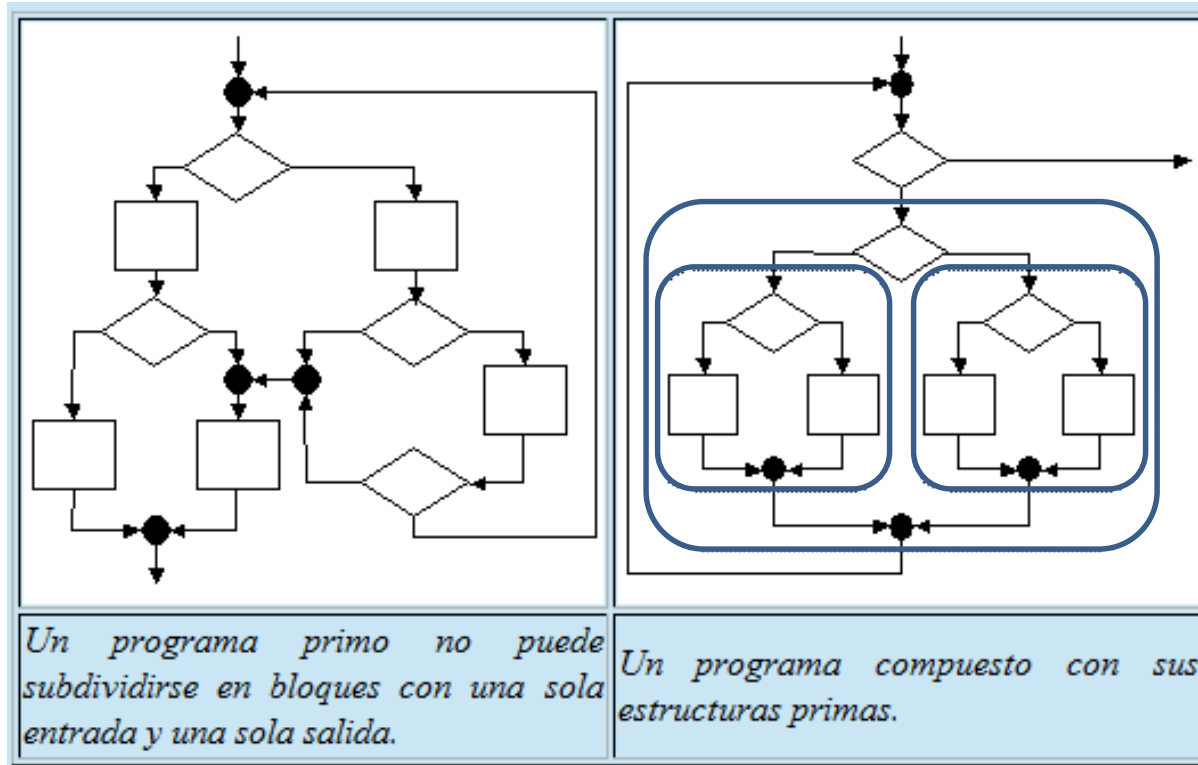 Un programa primo no puede
subdividirse en bloques con una sola
entrada y una sola salida.
Un programa compuesto con sus
estructuras primas.